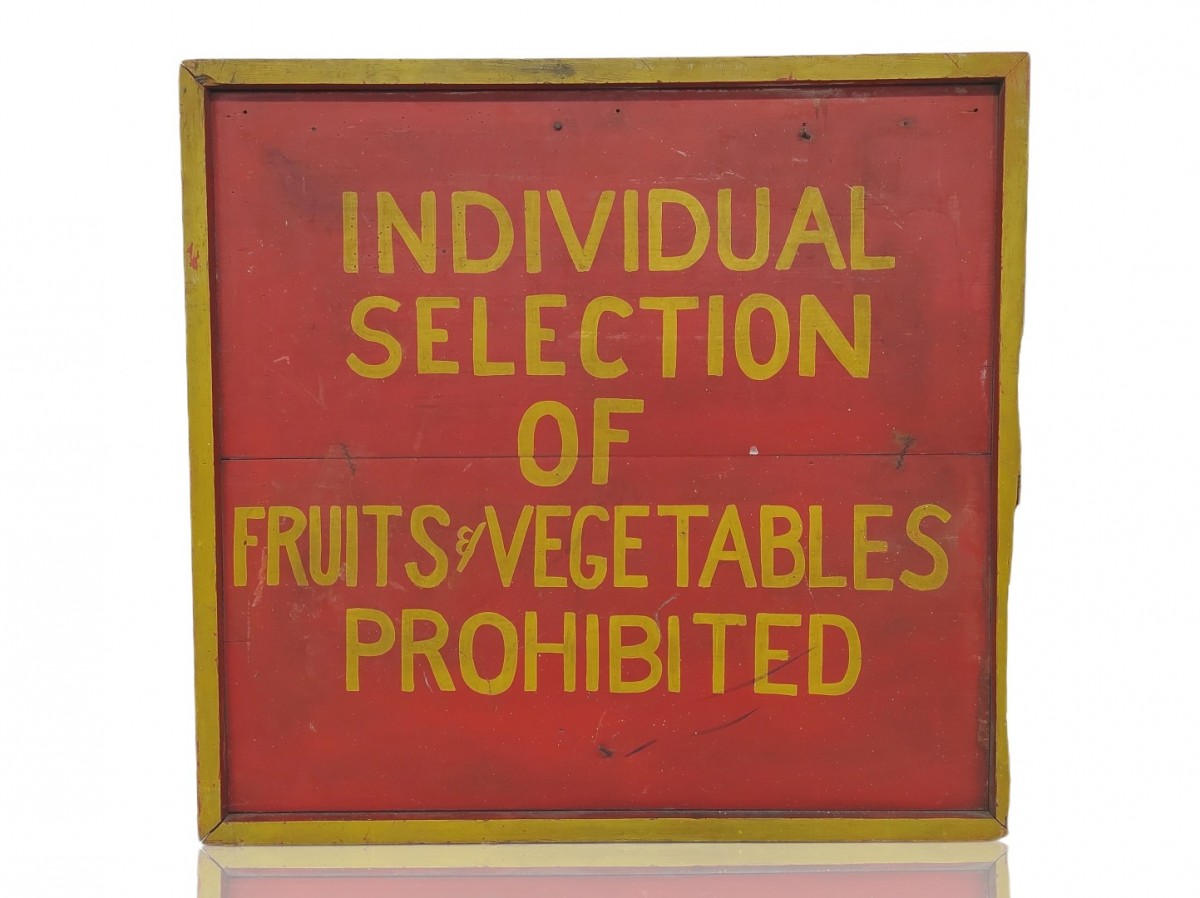 INDIVIDUAL
SELECTION
OF
FRUITS & VEGETABLES
PROHIBITED